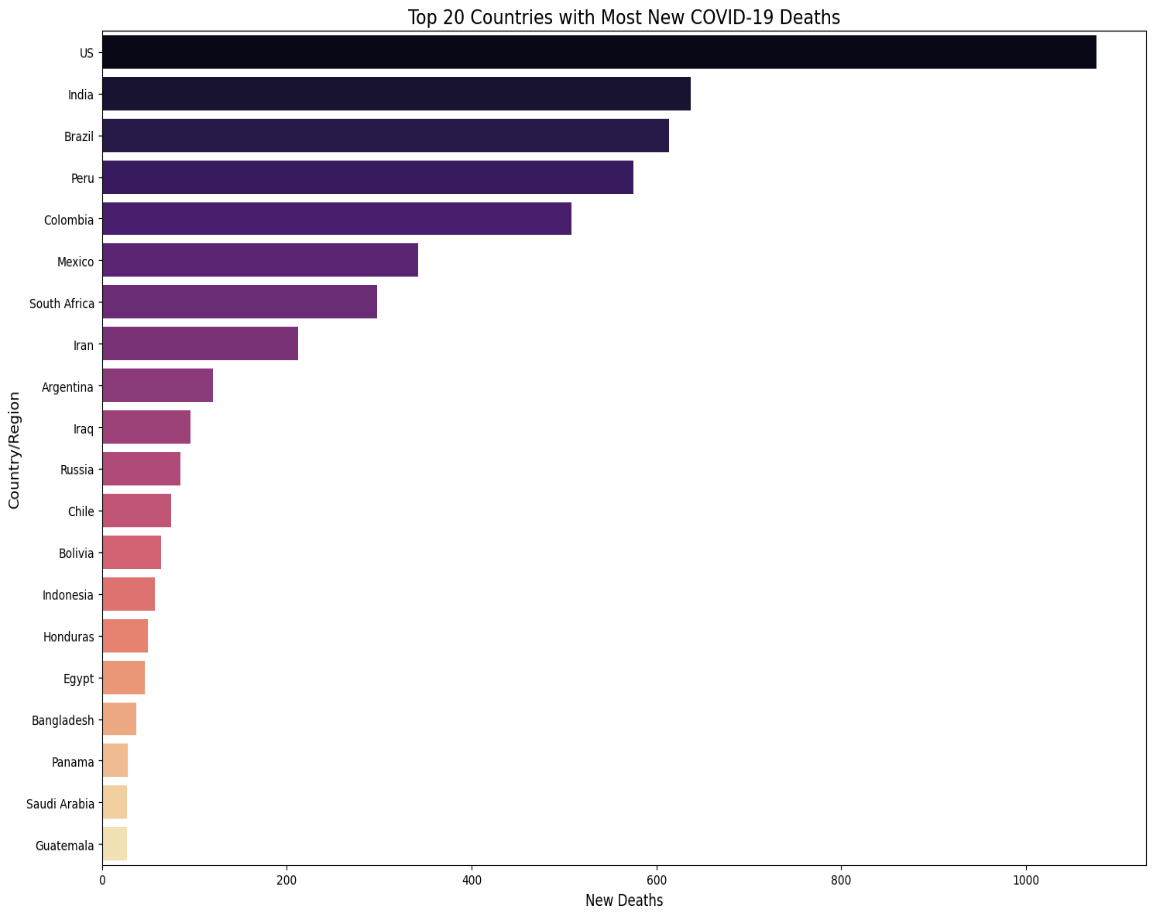 Top 20 Countries with Most New COVID-19 Deaths
US
India
Brazil
Peru
Colombia
Mexico
South Africa
Iran
Argentina
Iraq
Russia
Chile
Bolivia
Indonesia
Honduras
Egypt
Bangladesh
Panama
Saudi Arabia
Guatemala
Country/Region
0 200 400 600 800 1000
New Deaths